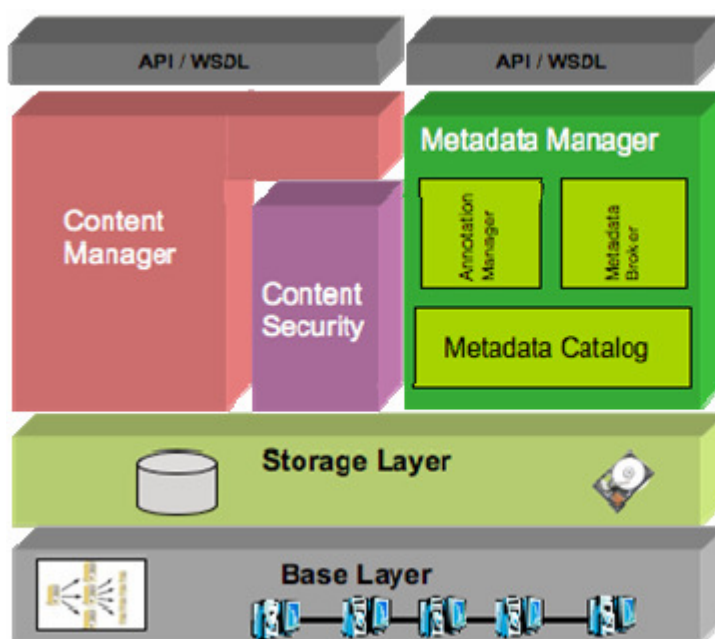 API / WSDL
API / WSDL
Content
Manager
Content
Security
Metadata Manager
Annotation
Manager
Metadata
Broker
Metadata Catalog
Storage Layer
Base Layer